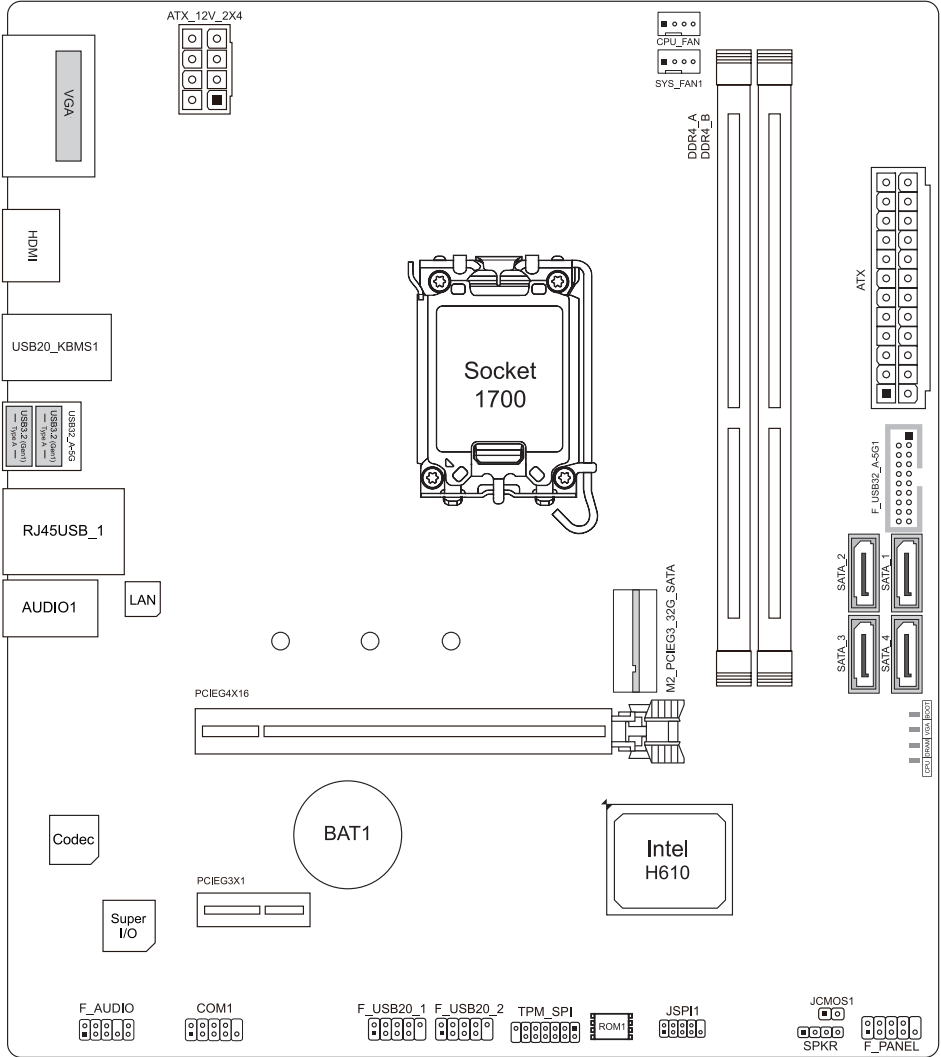 ATX_12V_2X4
CPU_FAN
SYS_FAN1
VGA
DDR4_A
DDR4_B
HDMI
ATX
USB20_KBMS1
Socket
1700
USB32_A-5G
USB3.2 (Gen1)
— Type A —
USB3.2 (Gen1)
— Type A —
F_USB32_A-5G1
RJ45USB_1
SATA_2
SATA_1
LAN
AUDIO1
M2_PCIEG3_32G_SATA
SATA_3
SATA_4
PCIEG4X16
CPU DRAM VGA BOOT
BAT1
Codec
Intel
H610
PCIEG3X1
Super
I/O
F_AUDIO
COM1
F_USB20_1
F_USB20_2
TPM_SPI
ROM1
JSPI1
JCMOS1
SPKR
F_PANEL